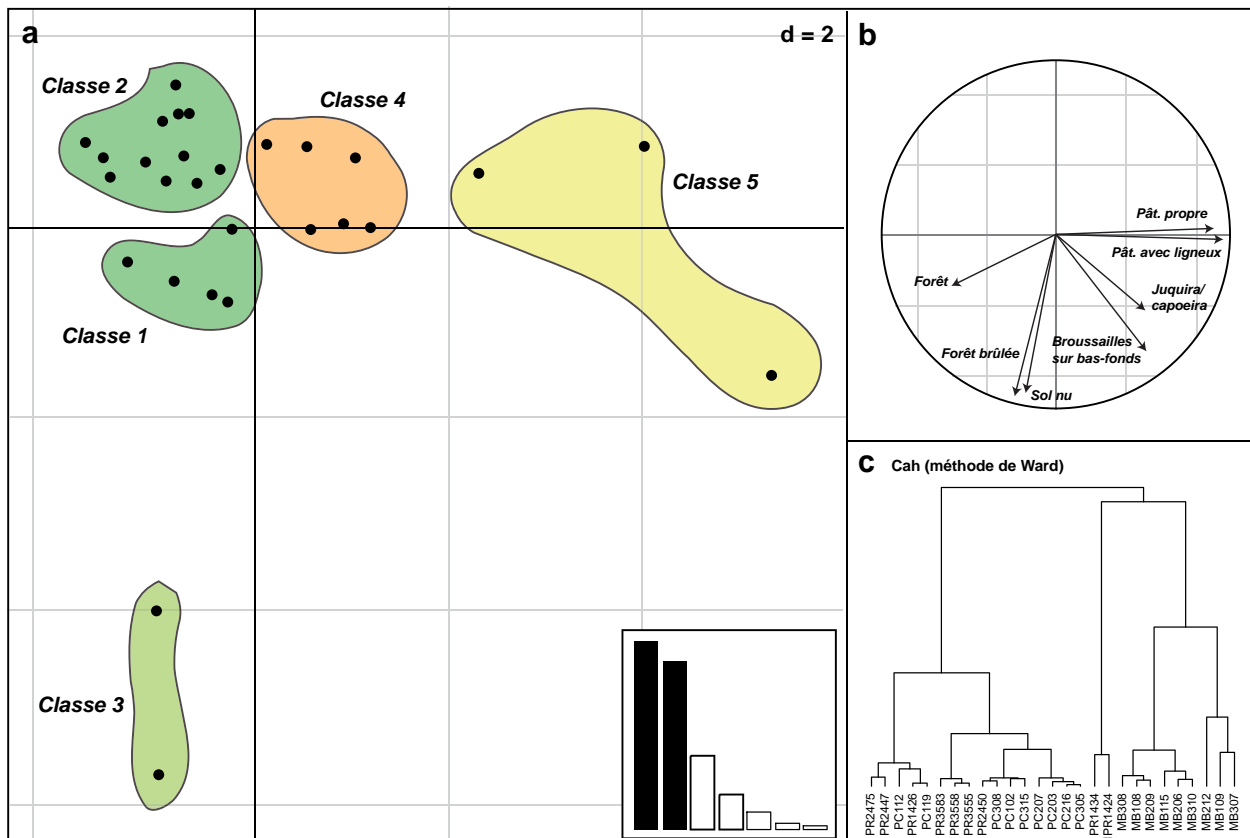 a
d = 2
Classe 2
Classe 4
Classe 5
Classe 1
Classe 3
b
Pât. propre
Pât. avec ligneux
Forêt
Juquira/
capoeira
Broussailles
sur bas-fonds
Forêt brûlée
Sol nu
c Cah (méthode de Ward)
PR2475
PR2447
PC112
PR1426
PC119
PR3583
PR3558
PR3555
PR2450
PC308
PC102
PC315
PC207
PC203
PC216
PC305
PR1434
PR1424
MB308
MB108
MB209
MB115
MB206
MB310
MB212
MB109
MB307